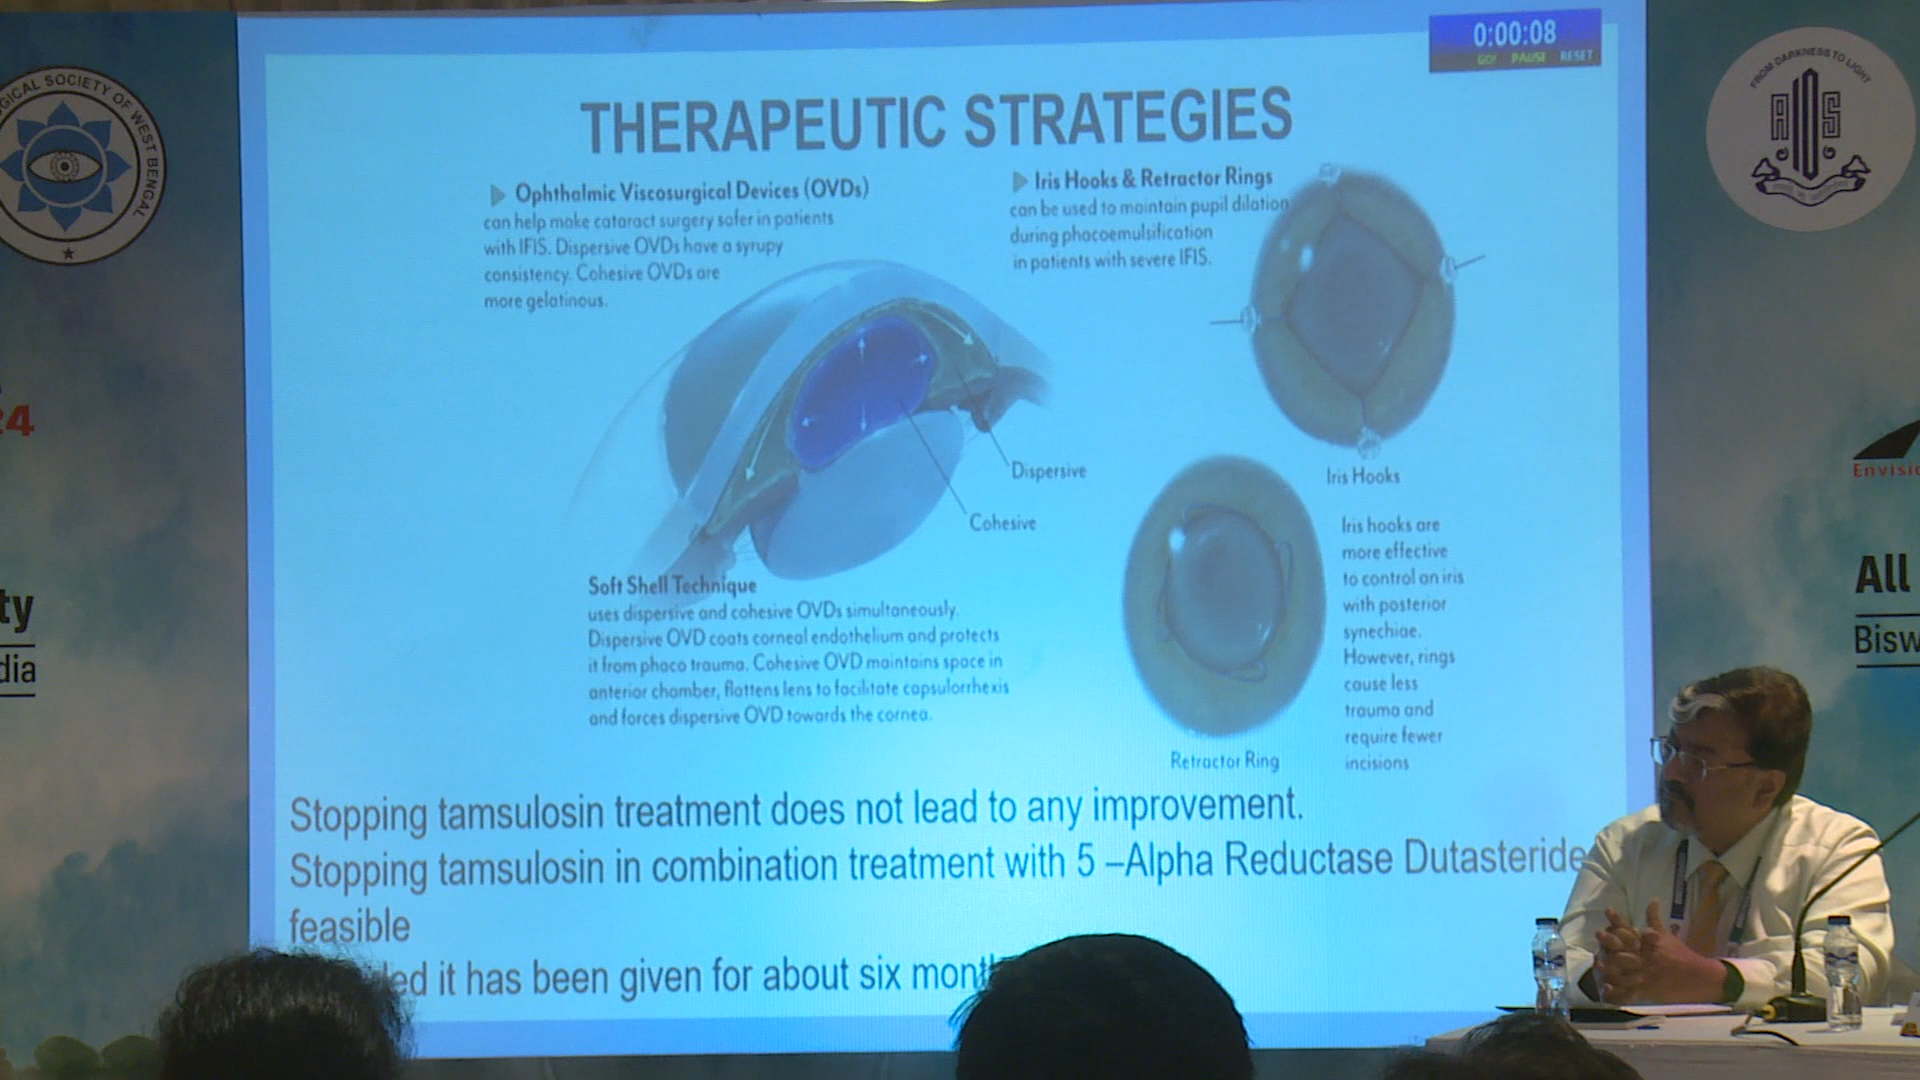 0:00:08
GO! PAUSE RESET
THERAPEUTIC STRATEGIES
Ophthalmic Viscosurgical Devices (OVDs)
can help make cataract surgery safer in patients
with IFIS. Dispersive OVDs have a syrupy
consistency. Cohesive OVDs are
more gelatinous.
Iris Hooks & Retractor Rings
can be used to maintain pupil dilation
during phacoemulsification
in patients with severe IFIS.
Dispersive
Cohesive
Iris Hooks
Soft Shell Technique
uses dispersive and cohesive OVDs simultaneously.
Dispersive OVD coats corneal endothelium and protects
it from phaco trauma. Cohesive OVD maintains space in
anterior chamber, flattens lens to facilitate capsulorrhexis
and forces dispersive OVD towards the cornea.
Iris hooks are
more effective
to control an iris
with posterior
synechiae.
However, rings
cause less
trauma and
require fewer
incisions
Retractor Ring
Stopping tamsulosin treatment does not lead to any improvement.
Stopping tamsulosin in combination treatment with 5 –Alpha Reductase Dutasteride
feasible
it has been given for about six
GICAL SOCIETY OF WEST BENGAL
FROM DARKNESS TO LIGHT
AIIS
24
ty
dia
All
Bisw